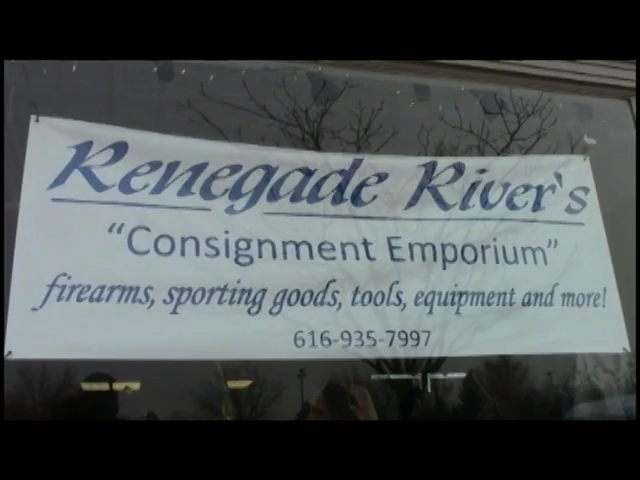 Renegade River`s
“Consignment Emporium”
firearms, sporting goods, tools, equipment and more!
616-935-7997